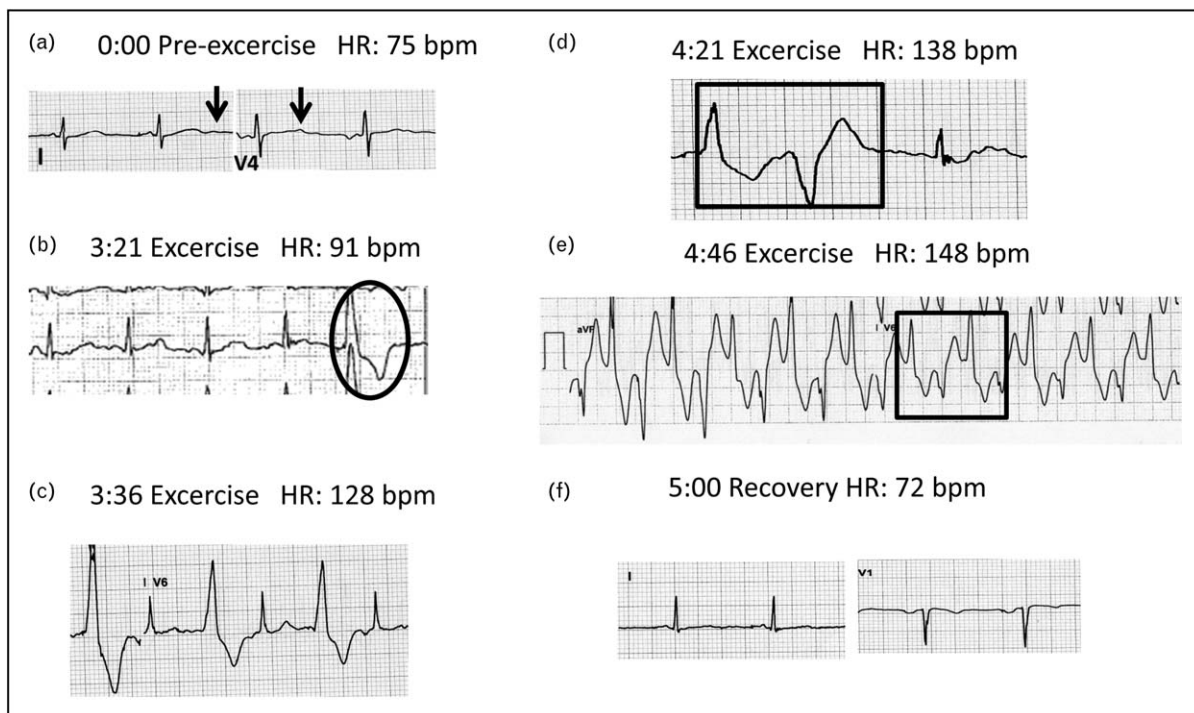 (a)
0:00 Pre-excercise HR: 75 bpm
I
V4
(b)
3:21 Excercise HR: 91 bpm
(c)
3:36 Excercise HR: 128 bpm
I V6
(d)
4:21 Excercise HR: 138 bpm
(e)
4:46 Excercise HR: 148 bpm
aVF
I V6
(f)
5:00 Recovery HR: 72 bpm
I
V1